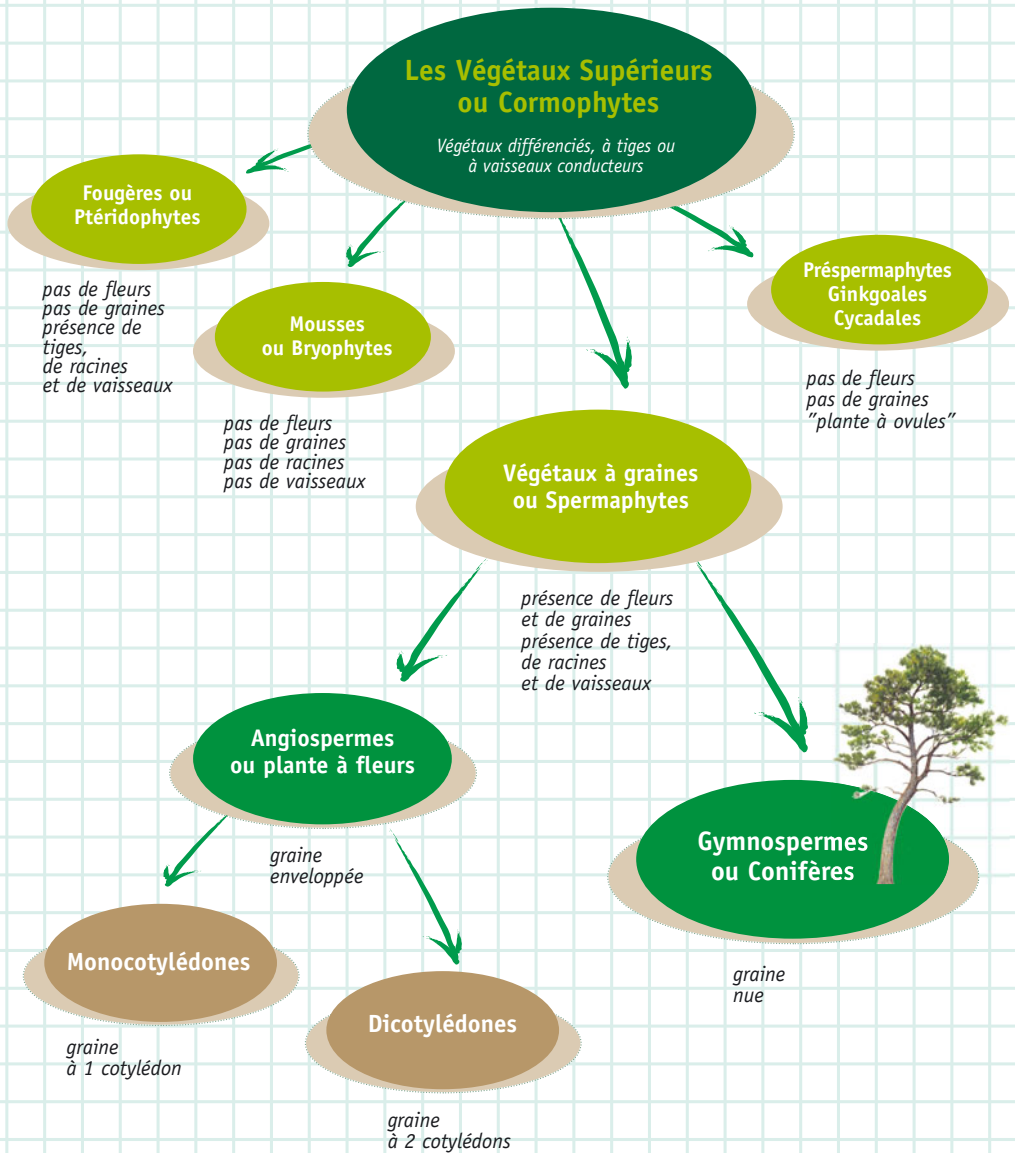 Les Végétaux Supérieurs
ou Cormophytes
Végétaux différenciés, à tiges ou
à vaisseaux conducteurs
Fougères ou
Ptéridophytes
pas de fleurs
pas de graines
présence de
tiges,
de racines
et de vaisseaux
Mousses
ou Bryophytes
pas de fleurs
pas de graines
pas de racines
pas de vaisseaux
Préspermaphytes
Ginkgoales
Cycadales
pas de fleurs
pas de graines
"plante à ovules"
Végétaux à graines
ou Spermaphytes
présence de fleurs
et de graines
présence de tiges,
de racines
et de vaisseaux
Angiospermes
ou plante à fleurs
graine
enveloppée
Gymnospermes
ou Conifères
graine
nue
Monocotylédones
graine
à 1 cotylédon
Dicotylédones
graine
à 2 cotylédons